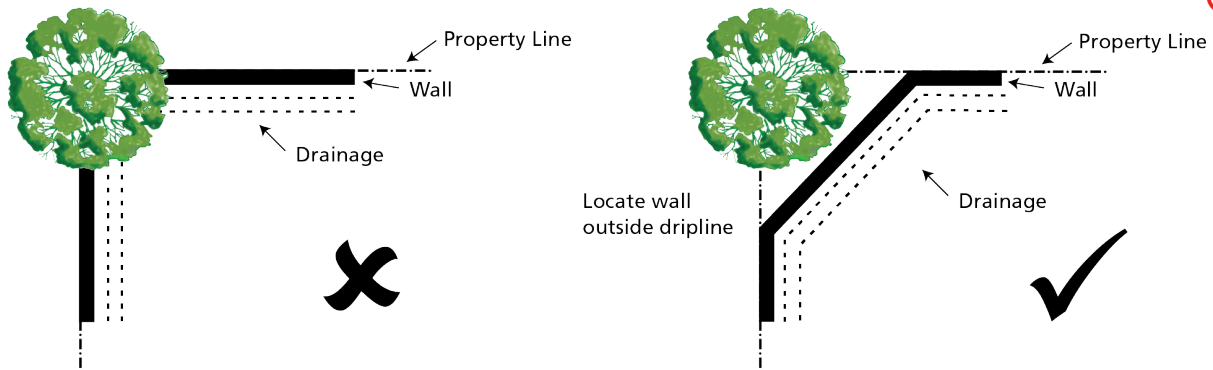 Property Line
Wall
Drainage
Property Line
Wall
Locate wall
outside dripline
Drainage